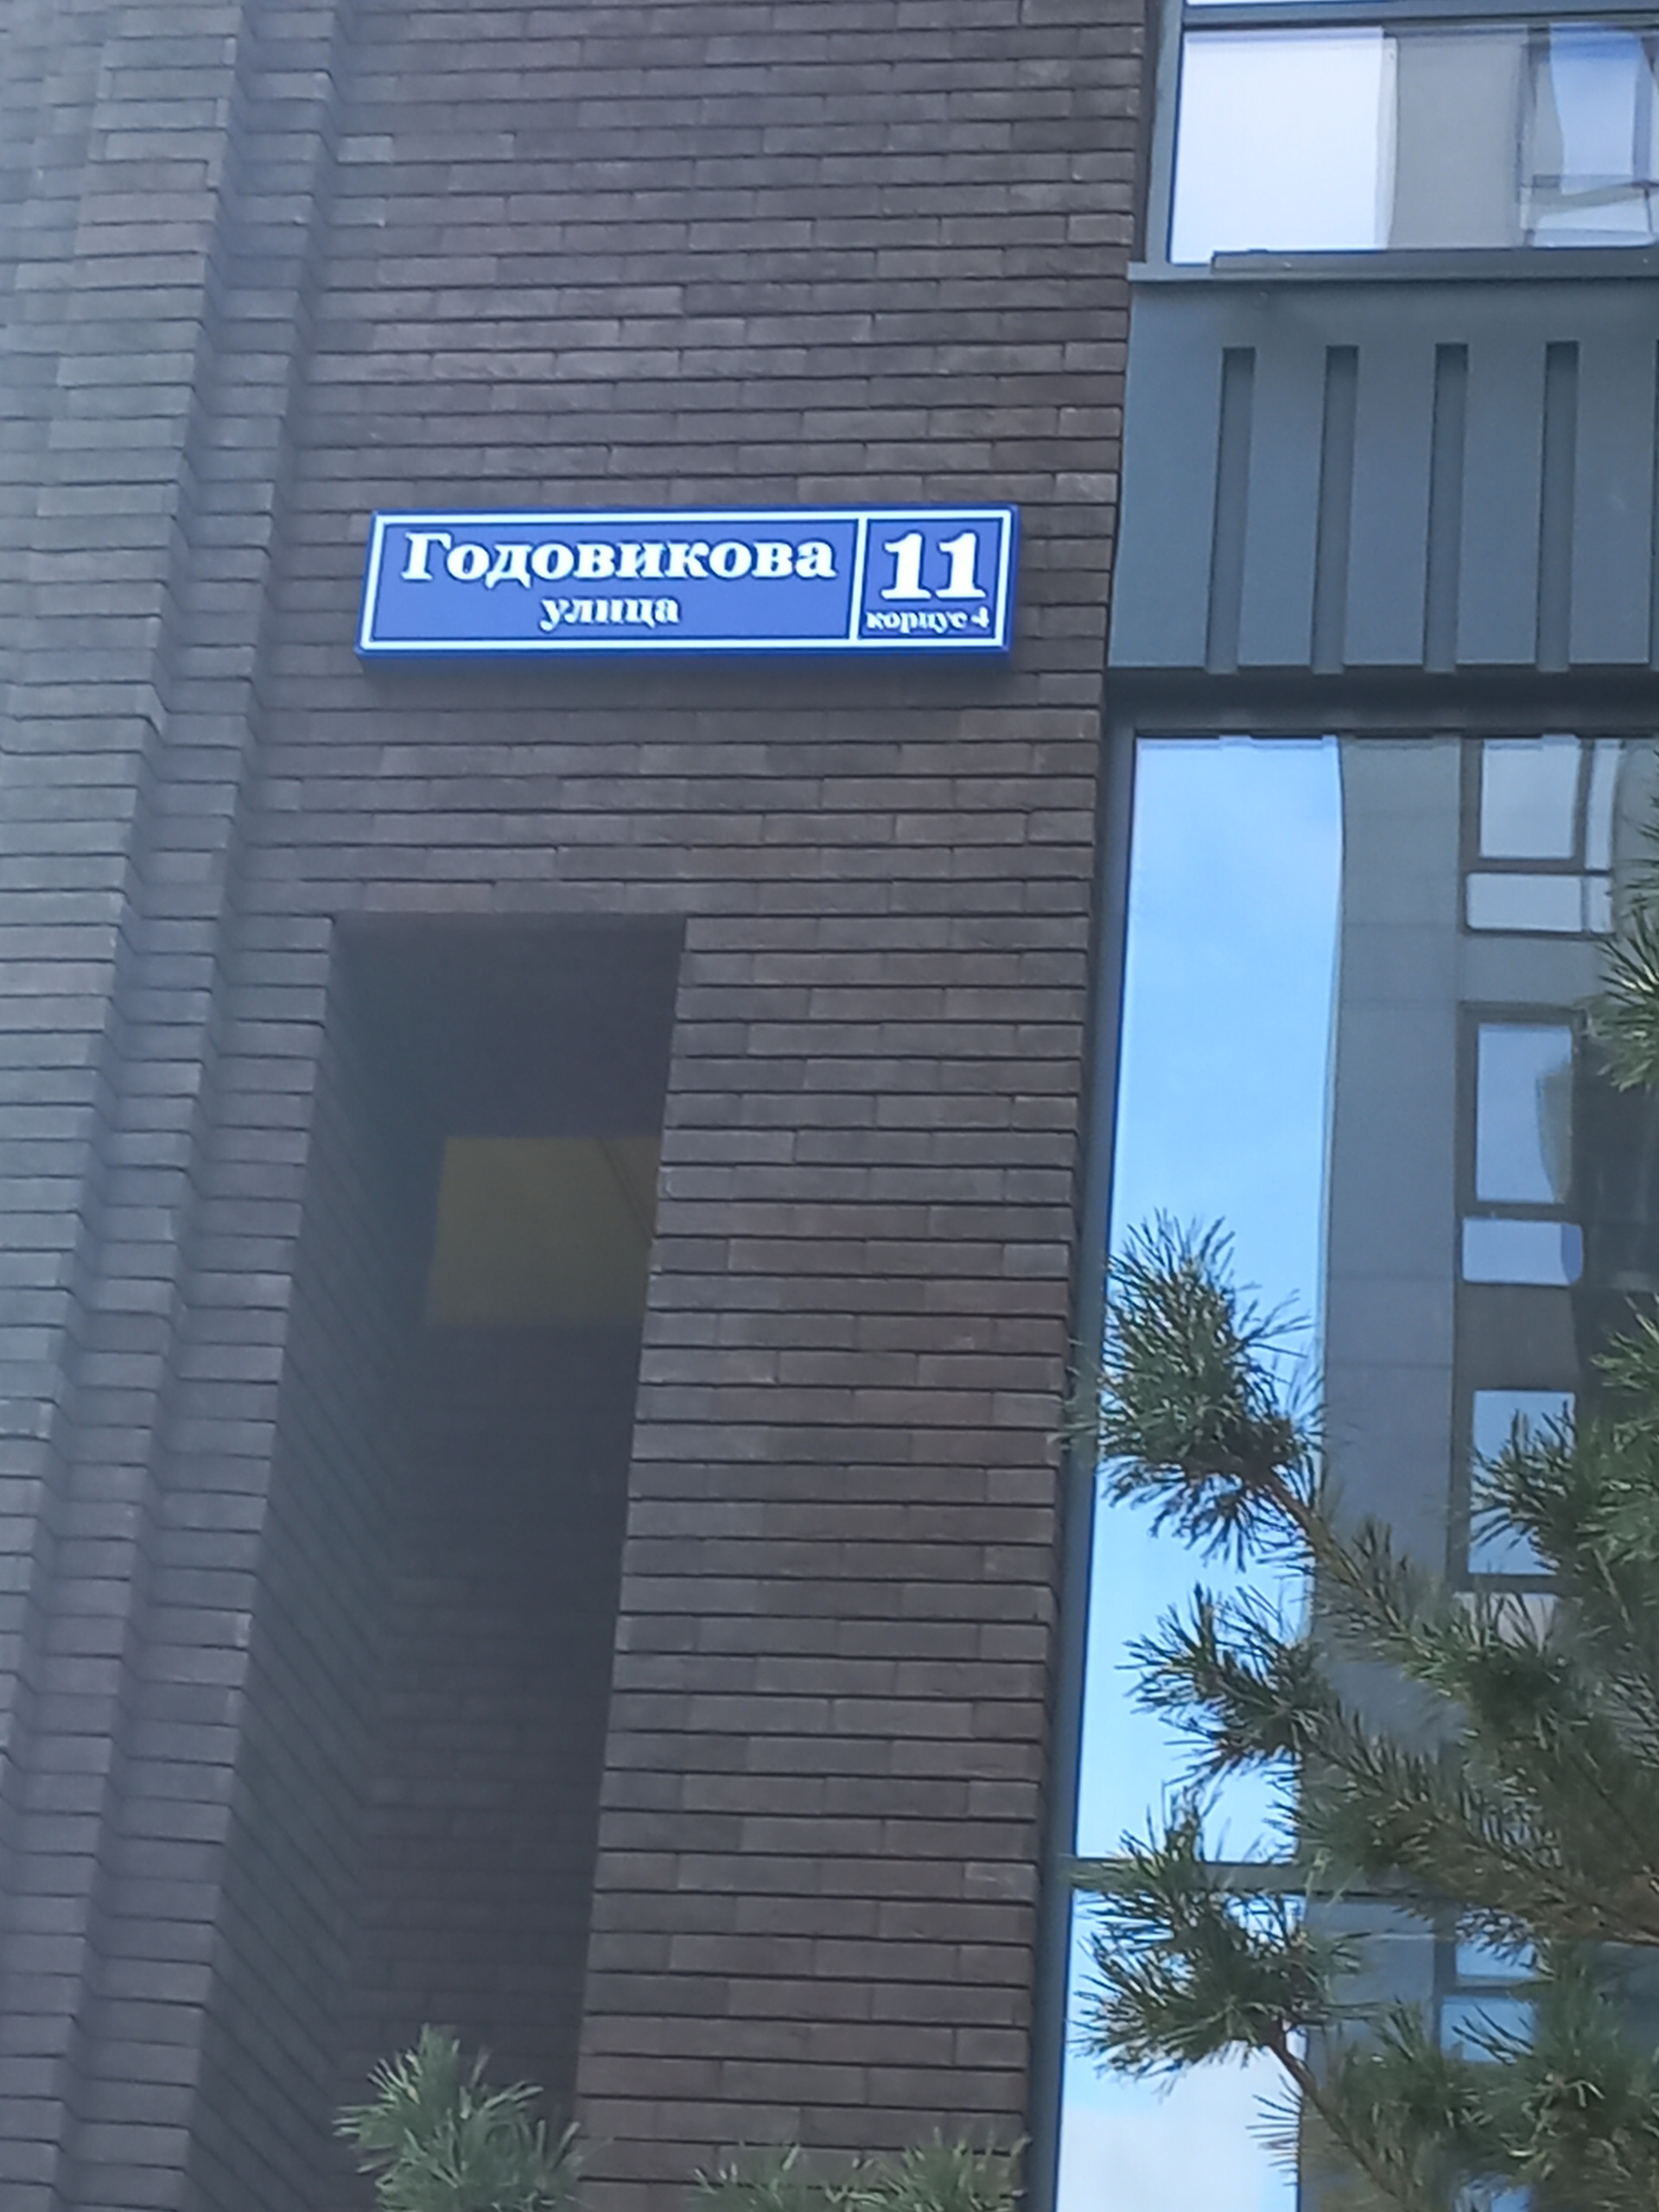 Годовикова
улица
11
корпус 4